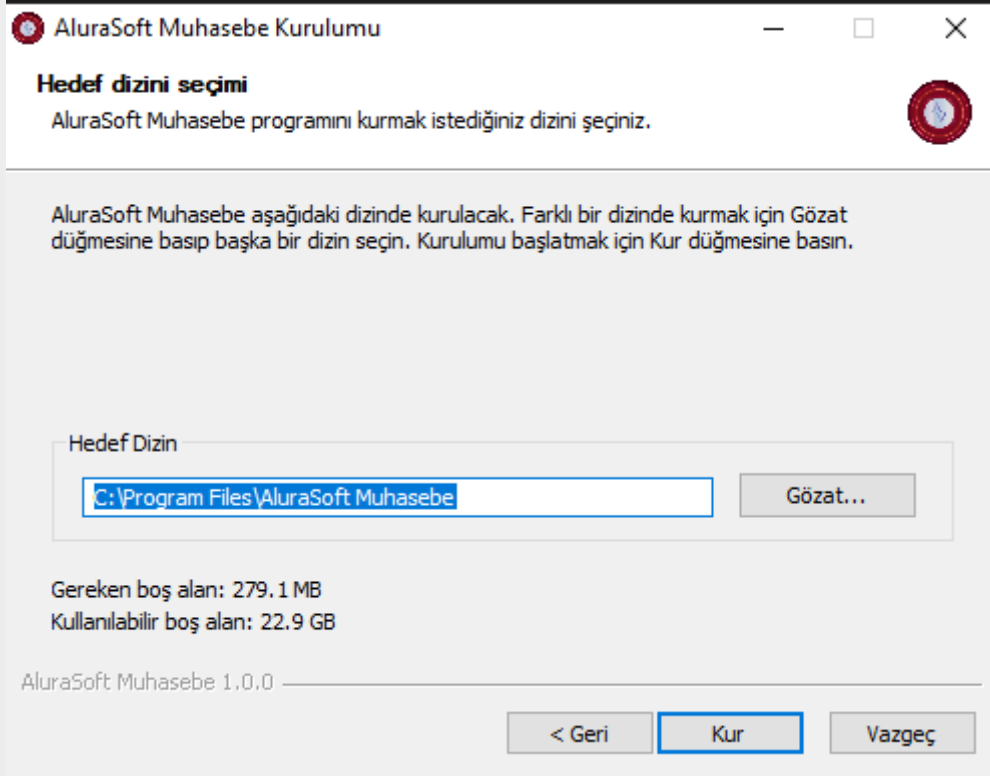 AluraSoft Muhasebe Kurulumu
Hedef dizini seçimi
AluraSoft Muhasebe programını kurmak istediğiniz dizini seçiniz.
AluraSoft Muhasebe aşağıdaki dizinde kurulacak. Farklı bir dizinde kurmak için Gözat
düğmesine basıp başka bir dizin seçin. Kurulumu başlatmak için Kur düğmesine basın.
Hedef Dizin
C:\Program Files\AluraSoft Muhasebe
Gözat...
Gereken boş alan: 279.1 MB
Kullanılabilir boş alan: 22.9 GB
AluraSoft Muhasebe 1.0.0
< Geri
Kur
Vazgeç